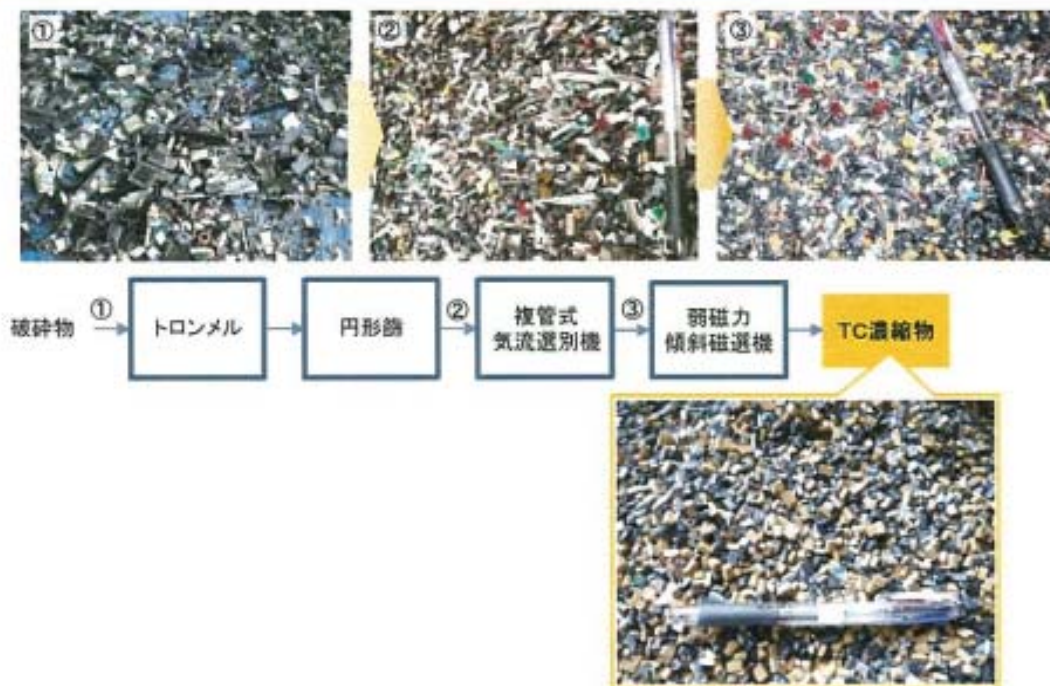 ①
②
③
破砕物
①
トロンメル
円形篩
②
複管式
気流選別機
③
弱磁力
傾斜磁選機
TC濃縮物